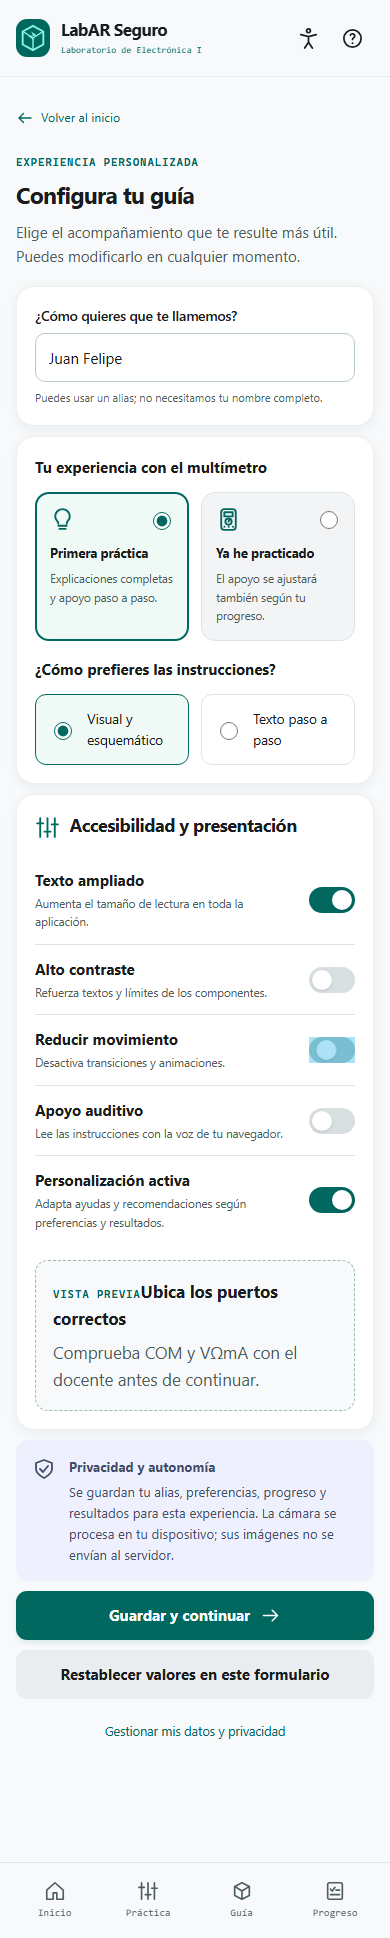 LabAR Seguro
Laboratorio de Electrónica I
Volver al inicio
EXPERIENCIA PERSONALIZADA
Configura tu guía
Elige el acompañamiento que te resulte más útil.
Puedes modificarlo en cualquier momento.
¿Cómo quieres que te llamemos?
Juan Felipe
Puedes usar un alias; no necesitamos tu nombre completo.
Tu experiencia con el multímetro
Primera práctica
Explicaciones completas
y apoyo paso a paso.
Ya he practicado
El apoyo se ajustará
también según tu
progreso.
¿Cómo prefieres las instrucciones?
Visual y
esquemático
Texto paso a
paso
Accesibilidad y presentación
Texto ampliado
Aumenta el tamaño de lectura en toda la
aplicación.
Alto contraste
Refuerza textos y límites de los componentes.
Reducir movimiento
Desactiva transiciones y animaciones.
Apoyo auditivo
Lee las instrucciones con la voz de tu navegador.
Personalización activa
Adapta ayudas y recomendaciones según
preferencias y resultados.
VISTA PREVIAUbica los puertos
correctos
Comprueba COM y VΩmA con el
docente antes de continuar.
Privacidad y autonomía
Se guardan tu alias, preferencias, progreso y
resultados para esta experiencia. La cámara se
procesa en tu dispositivo; sus imágenes no se
envían al servidor.
Guardar y continuar
Restablecer valores en este formulario
Gestionar mis datos y privacidad
Inicio
Práctica
Guía
Progreso